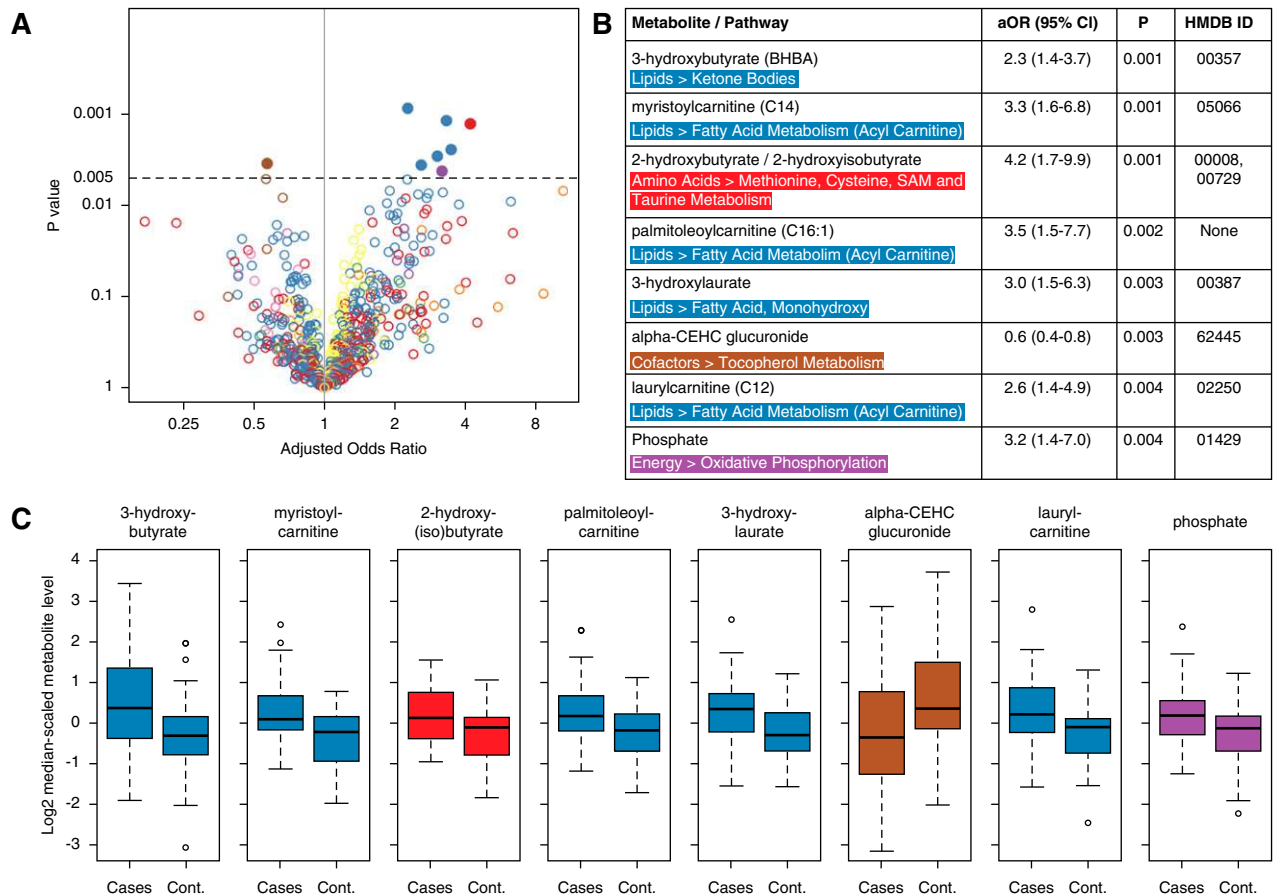 A
0.001
0.005
0.01
0.1
1
P value
0.25 0.5 1 2 4 8
Adjusted Odds Ratio
B
Metabolite / Pathway aOR (95% CI) P HMDB ID
3-hydroxybutyrate (BHBA) 2.3 (1.4-3.7) 0.001 00357
Lipids > Ketone Bodies
myristoylcarnitine (C14) 3.3 (1.6-6.8) 0.001 05066
Lipids > Fatty Acid Metabolism (Acyl Carnitine)
2-hydroxybutyrate / 2-hydroxyisobutyrate 4.2 (1.7-9.9) 0.001 00008,
00729
Amino Acids > Methionine, Cysteine, SAM and
Taurine Metabolism
palmitoleoylcarnitine (C16:1) 3.5 (1.5-7.7) 0.002 None
Lipids > Fatty Acid Metabolim (Acyl Carnitine)
3-hydroxylaurate 3.0 (1.5-6.3) 0.003 00387
Lipids > Fatty Acid, Monohydroxy
alpha-CEHC glucuronide 0.6 (0.4-0.8) 0.003 62445
Cofactors > Tocopherol Metabolism
laurylcarnitine (C12) 2.6 (1.4-4.9) 0.004 02250
Lipids > Fatty Acid Metabolism (Acyl Carnitine)
Phosphate 3.2 (1.4-7.0) 0.004 01429
Energy > Oxidative Phosphorylation
C
3-hydroxy-
butyrate
myristoyl-
carnitine
2-hydroxy-
(iso)butyrate
palmitoleoyl-
carnitine
3-hydroxy-
laurate
alpha-CEHC
glucuronide
lauryl-
carnitine
phosphate
Log2 median-scaled metabolite level
4
3
2
1
0
-1
-2
-3
Cases Cont. Cases Cont. Cases Cont. Cases Cont. Cases Cont. Cases Cont. Cases Cont. Cases Cont.